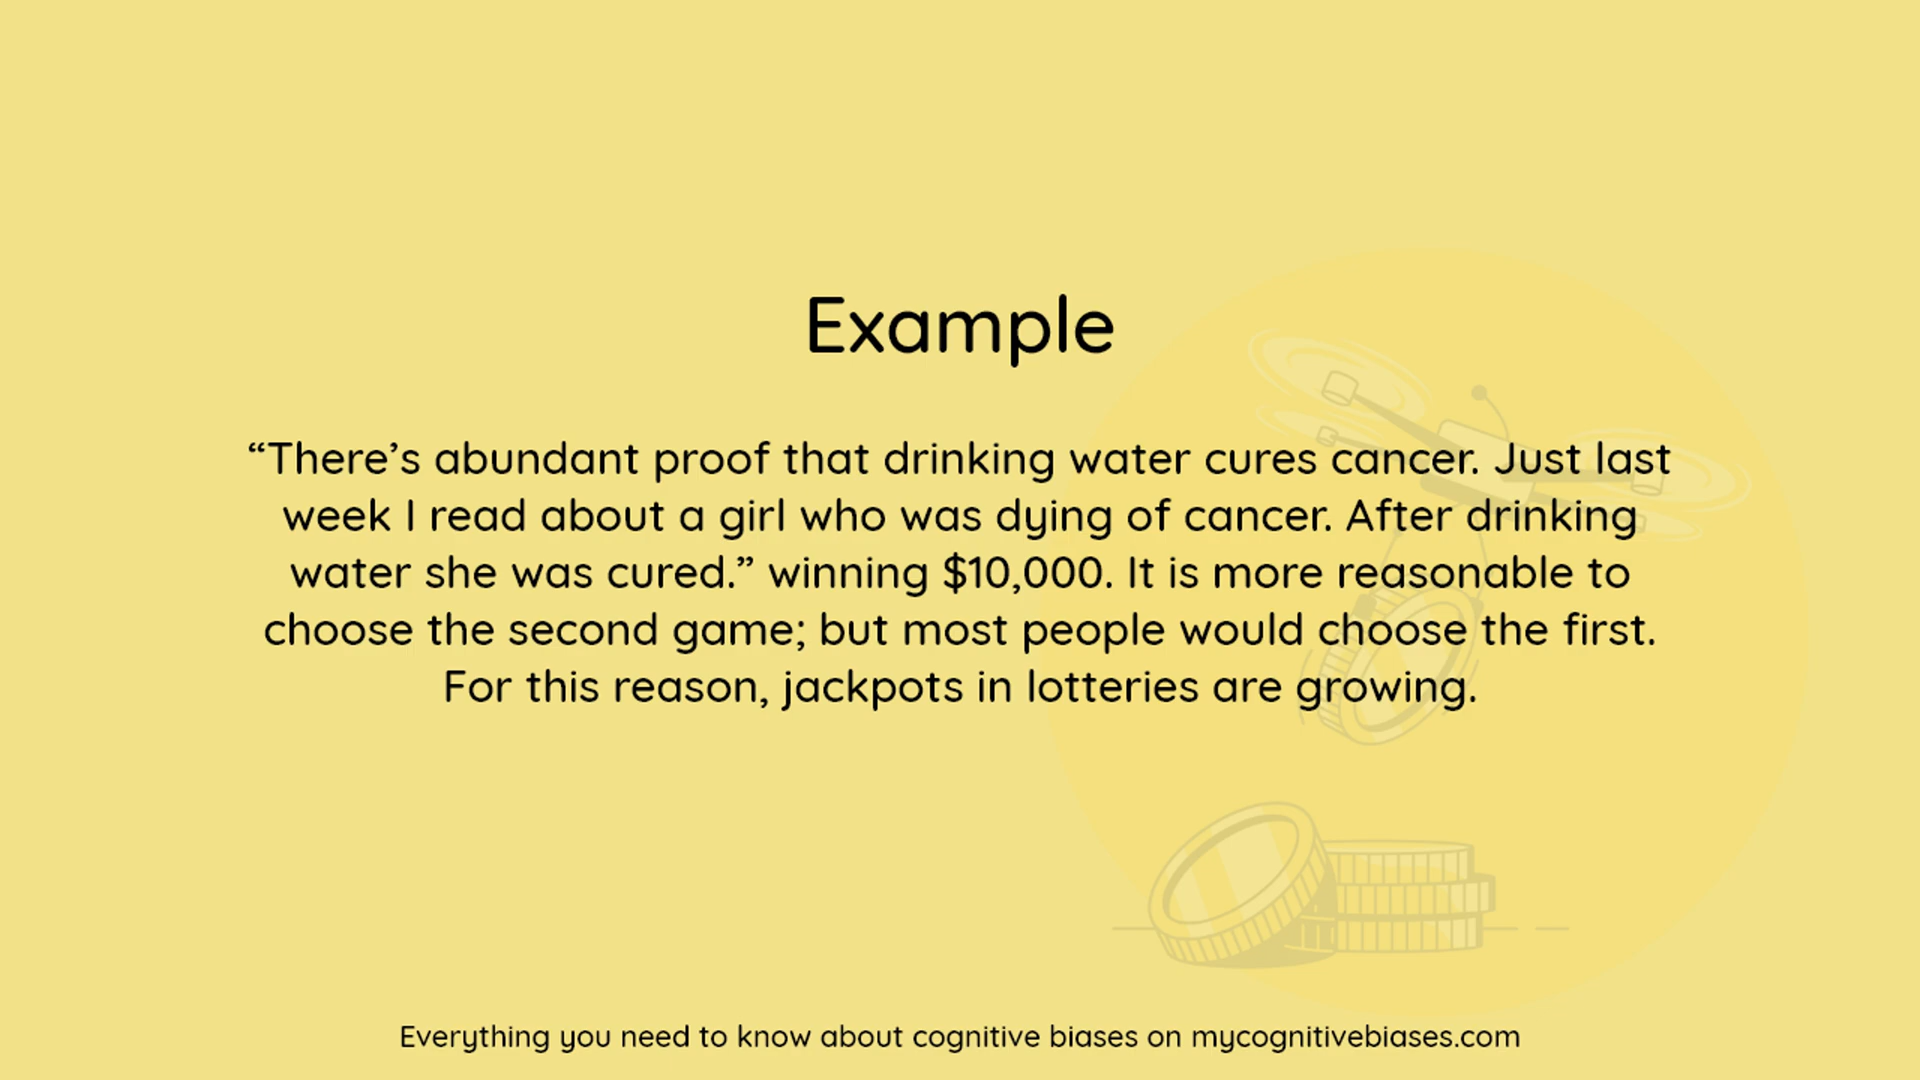 Example
“There’s abundant proof that drinking water cures cancer. Just last
week I read about a girl who was dying of cancer. After drinking
water she was cured.” winning $10,000. It is more reasonable to
choose the second game; but most people would choose the first.
For this reason, jackpots in lotteries are growing.
Everything you need to know about cognitive biases on mycognitivebiases.com